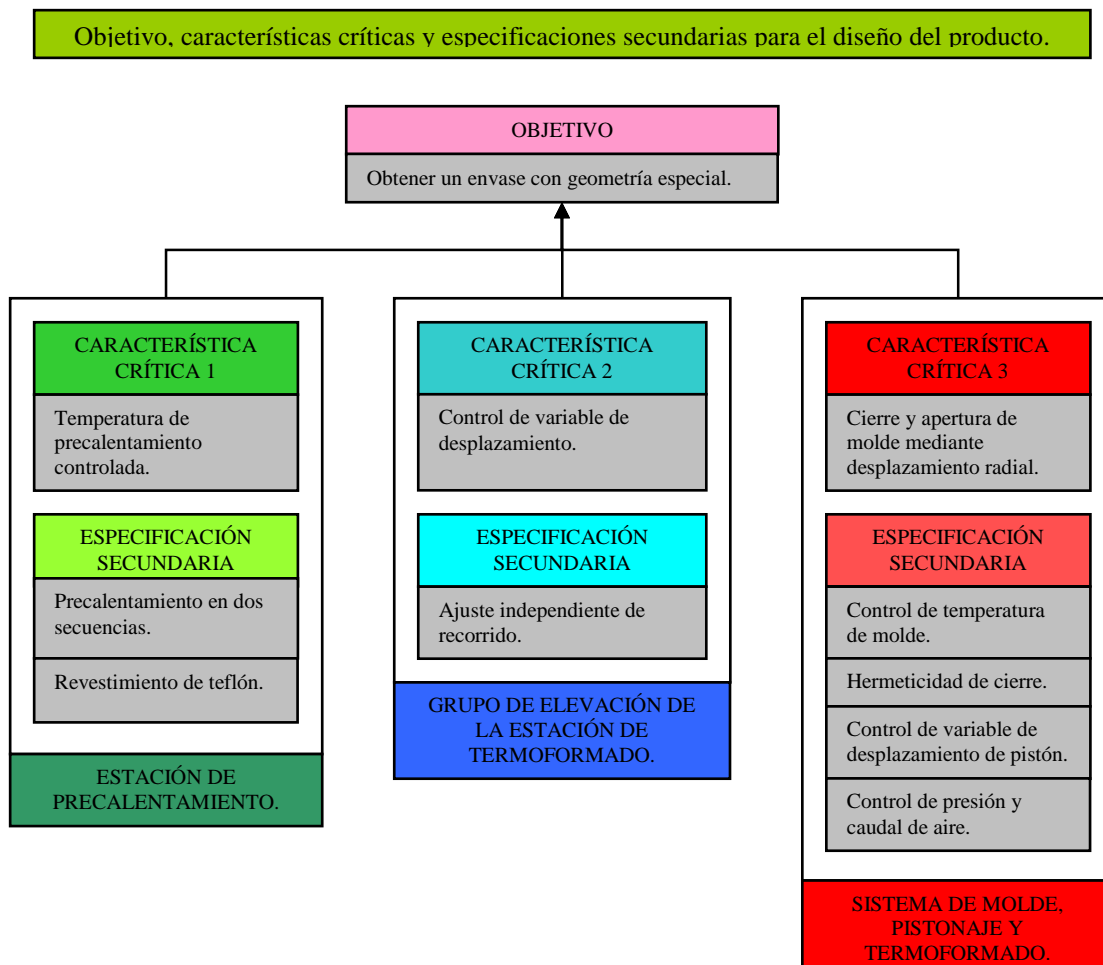 Objetivo, características críticas y especificaciones secundarias para el diseño del producto.
OBJETIVO
Obtener un envase con geometría especial.
CARACTERÍSTICA
CRÍTICA 1
Temperatura de
precalentamiento
controlada.
ESPECIFICACIÓN
SECUNDARIA
Precalentamiento en dos
secuencias.
Revestimiento de teflón.
ESTACIÓN DE
PRECALENTAMIENTO.
CARACTERÍSTICA
CRÍTICA 2
Control de variable de
desplazamiento.
ESPECIFICACIÓN
SECUNDARIA
Ajuste independiente de
recorrido.
GRUPO DE ELEVACIÓN DE
LA ESTACIÓN DE
TERMOFORMADO.
CARACTERÍSTICA
CRÍTICA 3
Cierre y apertura de
molde mediante
desplazamiento radial.
ESPECIFICACIÓN
SECUNDARIA
Control de temperatura
de molde.
Hermeticidad de cierre.
Control de variable de
desplazamiento de pistón.
Control de presión y
caudal de aire.
SISTEMA DE MOLDE,
PISTONAJE Y
TERMOFORMADO.